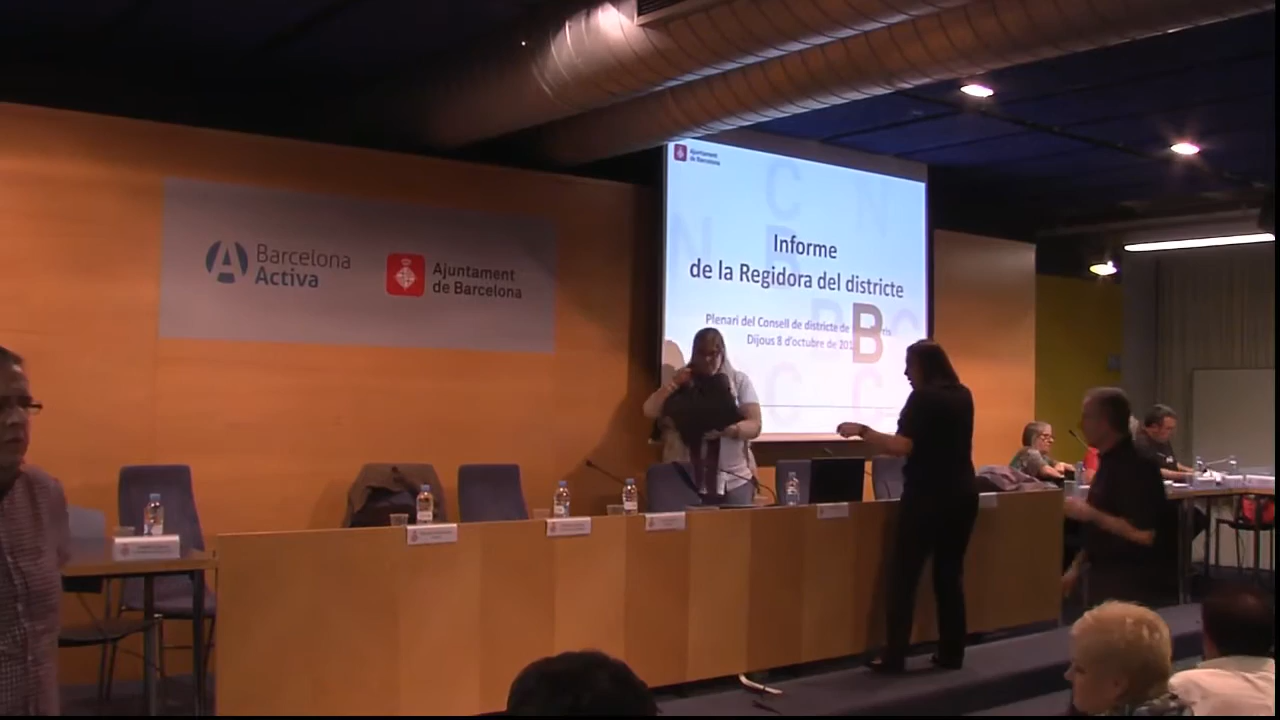 Ajuntament
de Barcelona
Informe
de la Regidora del districte
Plenari del Consell de districte de
Dijous 8 d'octubre de 201
B
Barcelona
Activa
Ajuntament
de Barcelona